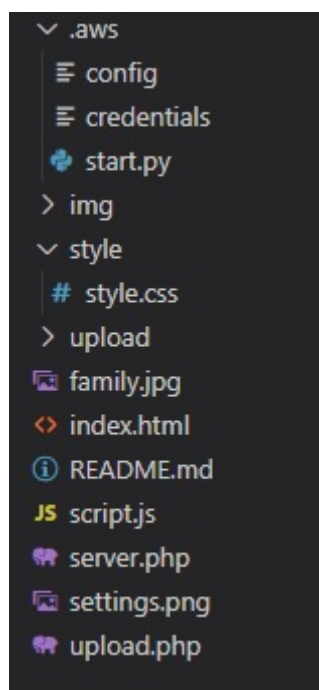 .aws
config
credentials
start.py
img
style
# style.css
upload
family.jpg
<> index.html
README.md
JS script.js
server.php
settings.png
upload.php